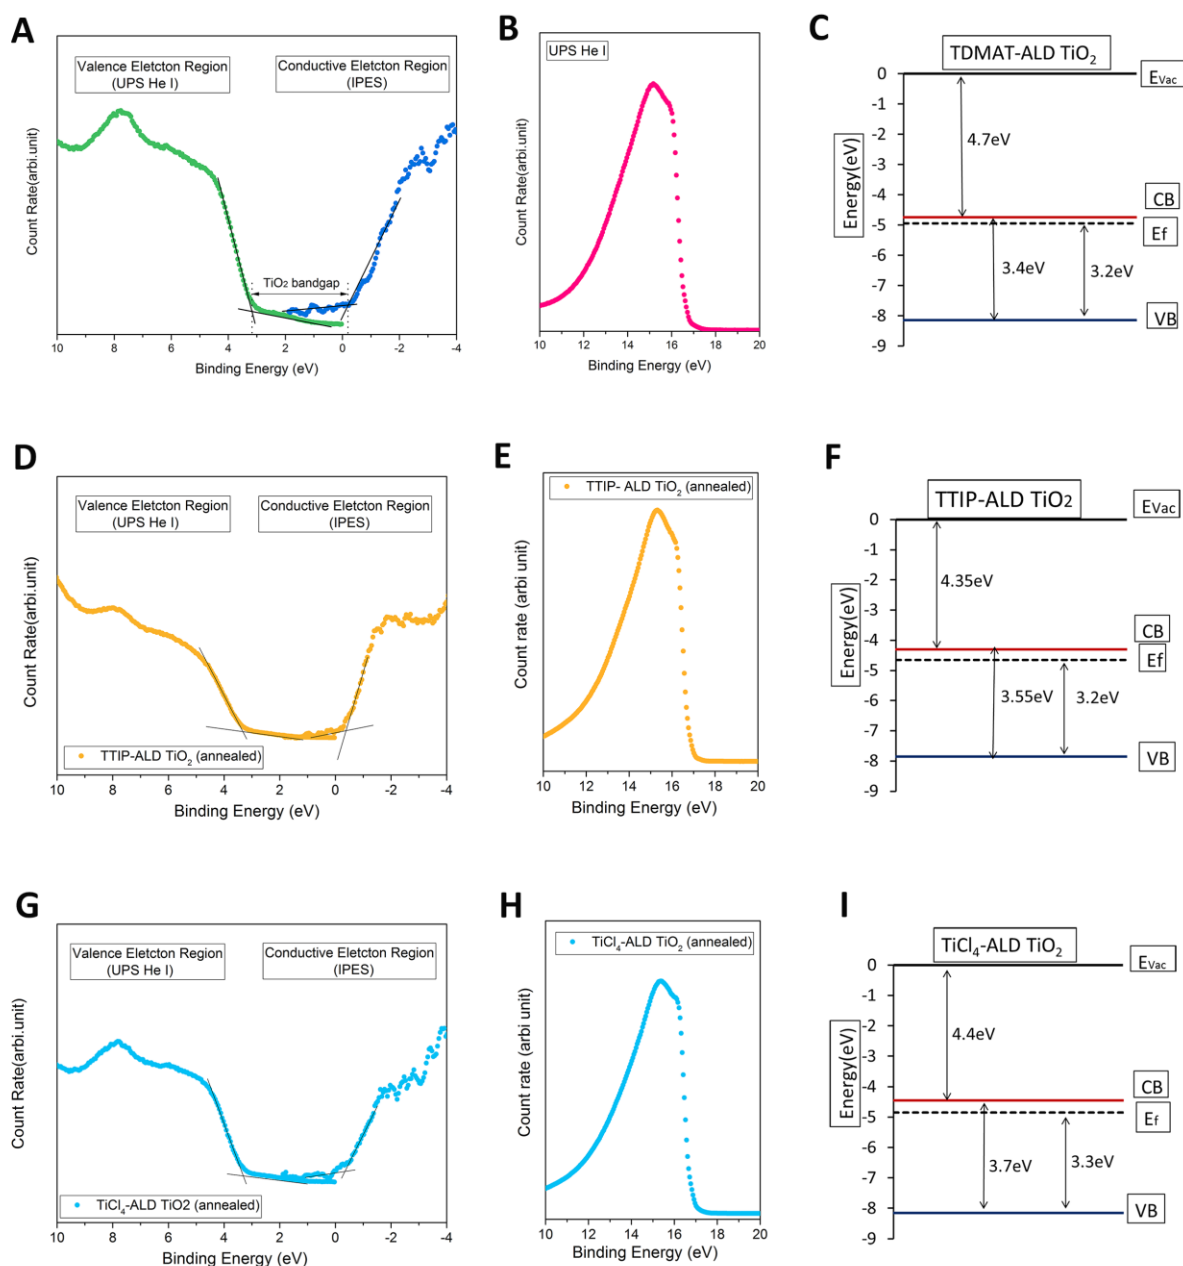 A
Valence Eletcton Region
(UPS He I)
Conductive Eletcton Region
(IPES)
Count Rate(arbi.unit)
TiO2 bandgap
10 8 6 4 2 0 -2 -4
Binding Energy (eV)
B
UPS He I
Count Rate(arbi.unit)
10 12 14 16 18 20
Binding Energy (eV)
C
TDMAT-ALD TiO2
EVac
Energy(eV)
0
-1
-2
-3
-4
-5
-6
-7
-8
-9
4.7eV
CB
Ef
3.4eV
3.2eV
VB
D
Valence Eletcton Region
(UPS He I)
Conductive Eletcton Region
(IPES)
Count Rate(arbi.unit)
TTIP-ALD TiO2 (annealed)
10 8 6 4 2 0 -2 -4
Binding Energy (eV)
E
TTIP- ALD TiO2 (annealed)
Count rate (arbi unit)
10 12 14 16 18 20
Binding Energy (eV)
F
TTIP-ALD TiO2
EVac
Energy(eV)
0
-1
-2
-3
-4
-5
-6
-7
-8
-9
4.35eV
CB
Ef
3.55eV
3.2eV
VB
G
Valence Eletcton Region
(UPS He I)
Conductive Eletcton Region
(IPES)
Count Rate(arbi.unit)
TiCl4-ALD TiO2 (annealed)
10 8 6 4 2 0 -2 -4
Binding Energy (eV)
H
TiCl4-ALD TiO2 (annealed)
Count rate (arbi unit)
10 12 14 16 18 20
Binding Energy (eV)
I
TiCl4-ALD TiO2
EVac
Energy(eV)
0
-1
-2
-3
-4
-5
-6
-7
-8
-9
4.4eV
CB
Ef
3.7eV
3.3eV
VB